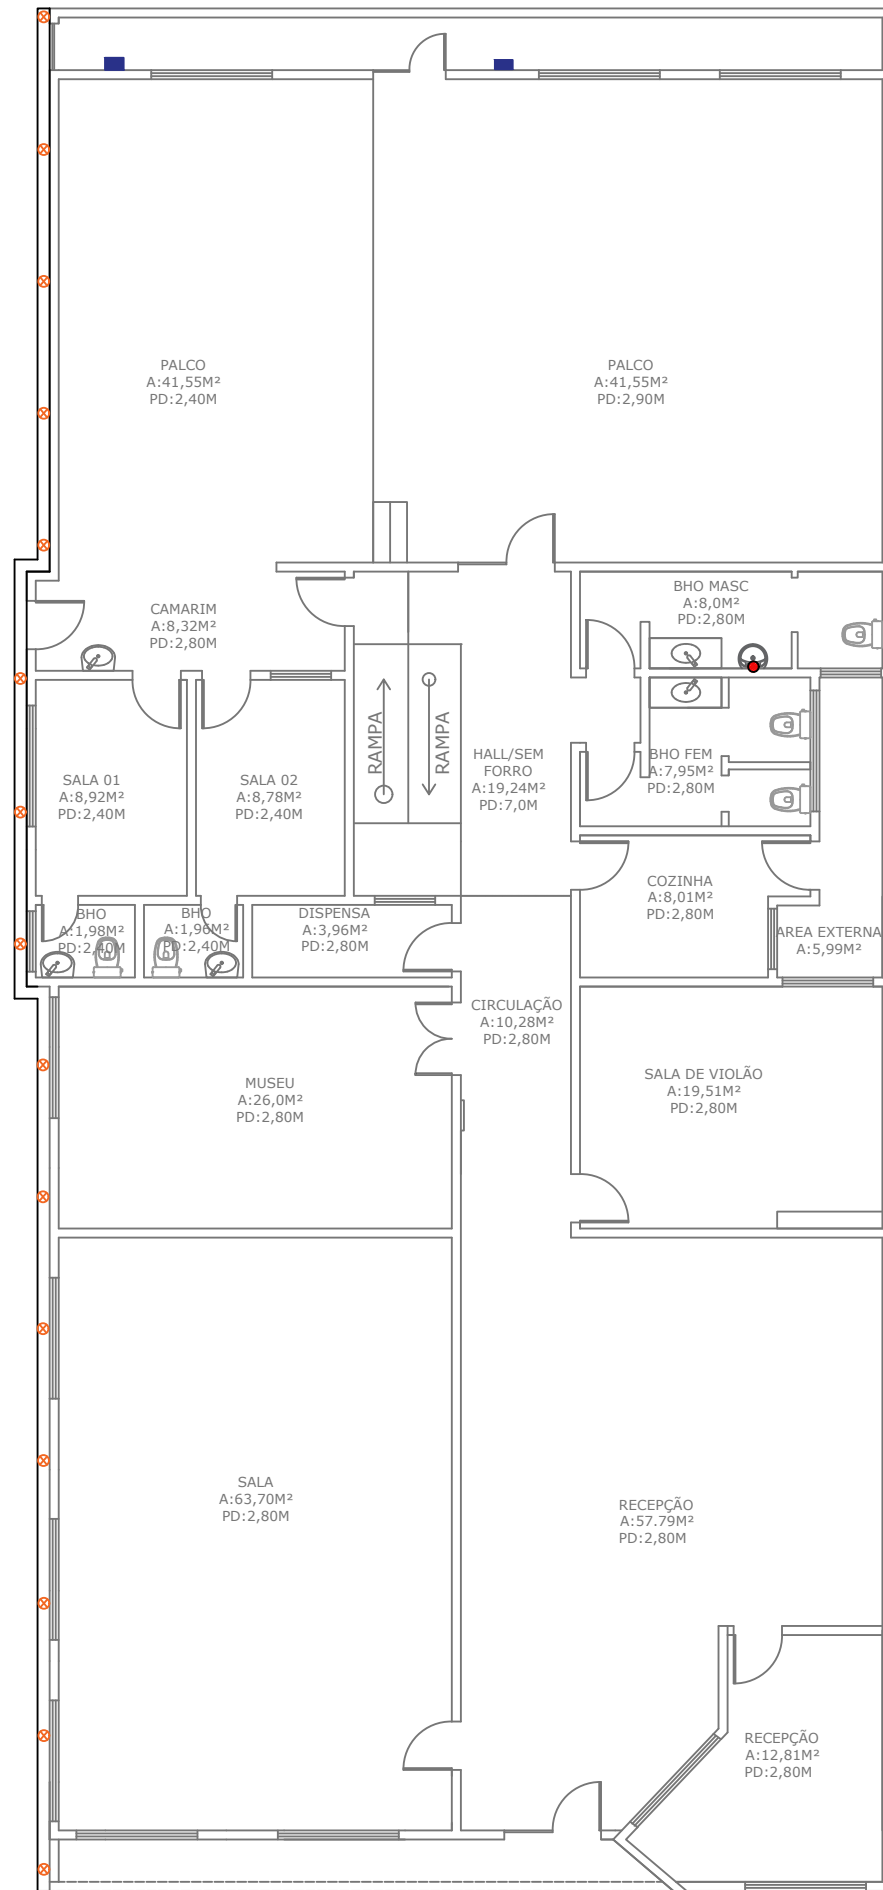 PALCO
A:41,55M²
PD:2,40M
PALCO
A:41,55M²
PD:2,90M
BHO MASC
A:8,0M²
PD:2,80M
CAMARIM
A:8,32M²
PD:2,80M
RAMPA
RAMPA
HALL/SEM
FORRO
A:19,24M²
PD:7,0M
BHO FEM
A:7,95M²
PD:2,80M
SALA 01
A:8,92M²
PD:2,40M
SALA 02
A:8,78M²
PD:2,40M
COZINHA
A:8,01M²
PD:2,80M
BHO
A:1,98M²
PD:2,40M
BHO
A:1,96M²
PD:2,40M
DISPENSA
A:3,96M²
PD:2,80M
AREA EXTERNA
A:5,99M²
CIRCULAÇÃO
A:10,28M²
PD:2,80M
MUSEU
A:26,0M²
PD:2,80M
SALA DE VIOLÃO
A:19,51M²
PD:2,80M
SALA
A:63,70M²
PD:2,80M
RECEPÇÃO
A:57.79M²
PD:2,80M
RECEPÇÃO
A:12,81M²
PD:2,80M